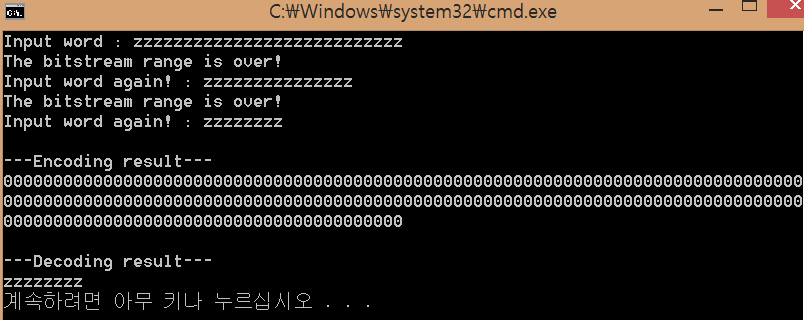 C:₩Windows₩system32₩cmd.exe
Input word : zzzzzzzzzzzzzzzzzzzzzzzzzzz
The bitstream range is over!
Input word again! : zzzzzzzzzzzzzzz
The bitstream range is over!
Input word again! : zzzzzzzz
---Encoding result---
00000000000000000000000000000000000000000000000000000000000000000000000000000000
00000000000000000000000000000000000000000000000000000000000000000000000000000000
0000000000000000000000000000000000000000
---Decoding result---
zzzzzzzz
계속하려면 아무 키나 누르십시오 . . .